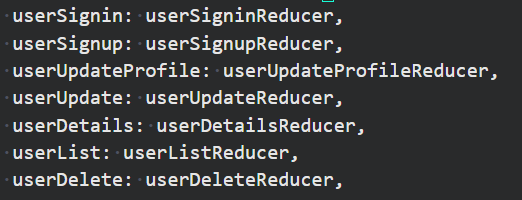 userSignin: userSigninReducer,
userSignup: userSignupReducer,
userUpdateProfile: userUpdateProfileReducer,
userUpdate: userUpdateReducer,
userDetails: userDetailsReducer,
userList: userListReducer,
userDelete: userDeleteReducer,